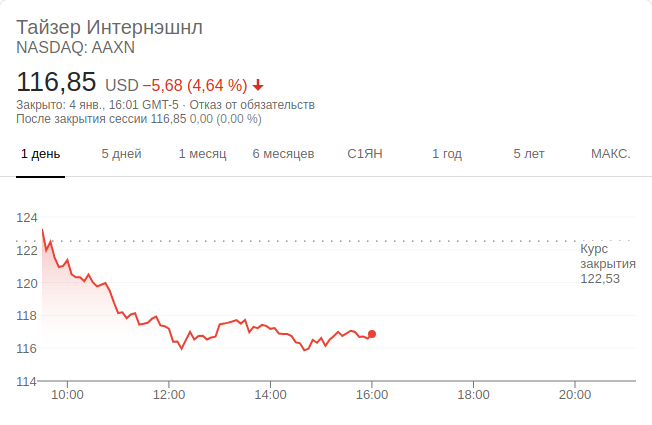 Тайзер Интернэшнл
NASDAQ: AAXN
116,85 USD −5,68 (4,64 %)
Закрыто: 4 янв., 16:01 GMT-5 · Отказ от обязательств
После закрытия сессии 116,85 0,00 (0,00 %)
1 день 5 дней 1 месяц 6 месяцев С1ЯН 1 год 5 лет МАКС.
124
122
120
118
116
114
Курс
закрытия
122,53
10:00 12:00 14:00 16:00 18:00 20:00